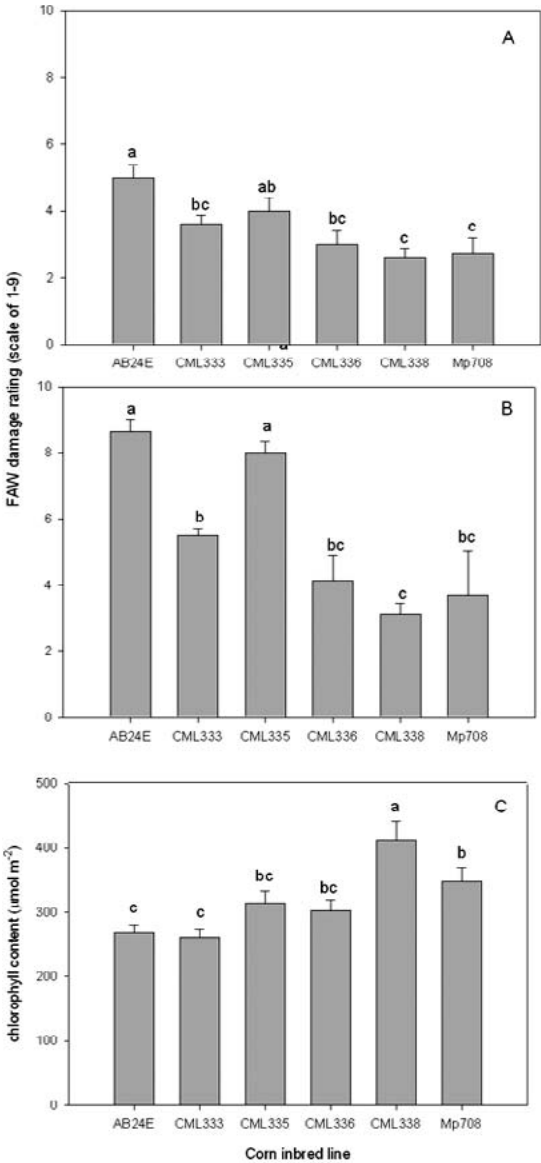 10
A
8
6
4
2
0
a
bc
ab
bc
c
c
AB24E CML333 CML335 CML336 CML338 Mp708
a
FAW damage rating (scale of 1-9)
10
B
8
6
4
2
0
a
b
a
bc
c
bc
AB24E CML333 CML335 CML336 CML338 Mp708
500
C
400
300
200
100
0
c
c
bc
bc
a
b
chlorophyll content (umol m-2)
AB24E CML333 CML335 CML336 CML338 Mp708
Corn inbred line